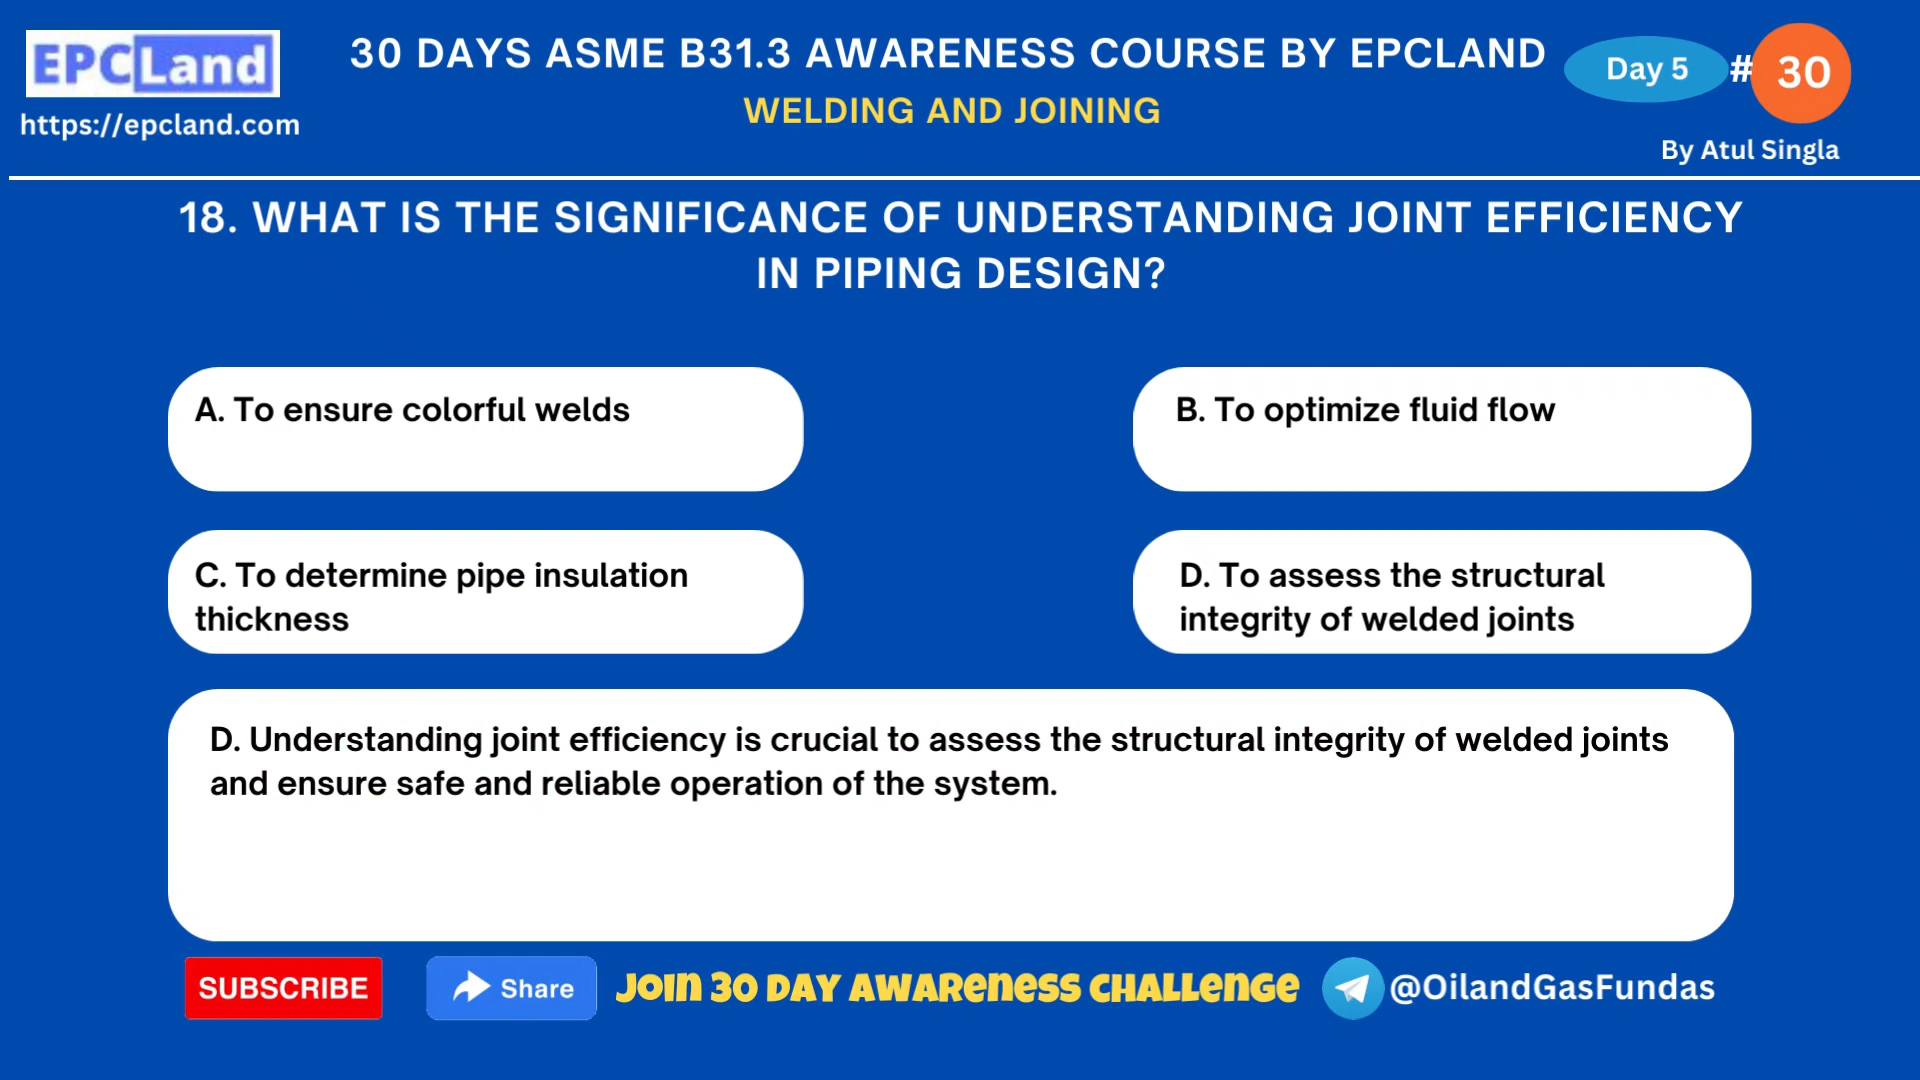 EPCLand
https://epcland.com
30 DAYS ASME B31.3 AWARENESS COURSE BY EPCLAND
WELDING AND JOINING
Day 5 # 30
By Atul Singla
18. WHAT IS THE SIGNIFICANCE OF UNDERSTANDING JOINT EFFICIENCY
IN PIPING DESIGN?
A. To ensure colorful welds
B. To optimize fluid flow
C. To determine pipe insulation
thickness
D. To assess the structural
integrity of welded joints
D. Understanding joint efficiency is crucial to assess the structural integrity of welded joints
and ensure safe and reliable operation of the system.
SUBSCRIBE
Share
JOIN 30 DAY AWARENESS CHALLENGE
@OilandGasFundas